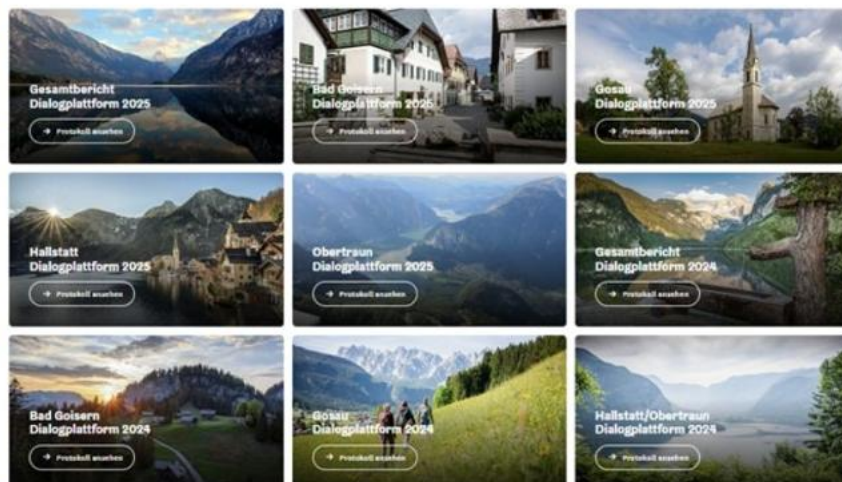 Gesamtbericht
Dialogplattform 2025
→ Protokoll ansehen
Bad Goisern
Dialogplattform 2025
→ Protokoll ansehen
Gosau
Dialogplattform 2025
→ Protokoll ansehen
Hallstatt
Dialogplattform 2025
→ Protokoll ansehen
Obertraun
Dialogplattform 2025
→ Protokoll ansehen
Gesamtbericht
Dialogplattform 2024
→ Protokoll ansehen
Bad Goisern
Dialogplattform 2024
→ Protokoll ansehen
Gosau
Dialogplattform 2024
→ Protokoll ansehen
Hallstatt/Obertraun
Dialogplattform 2024
→ Protokoll ansehen